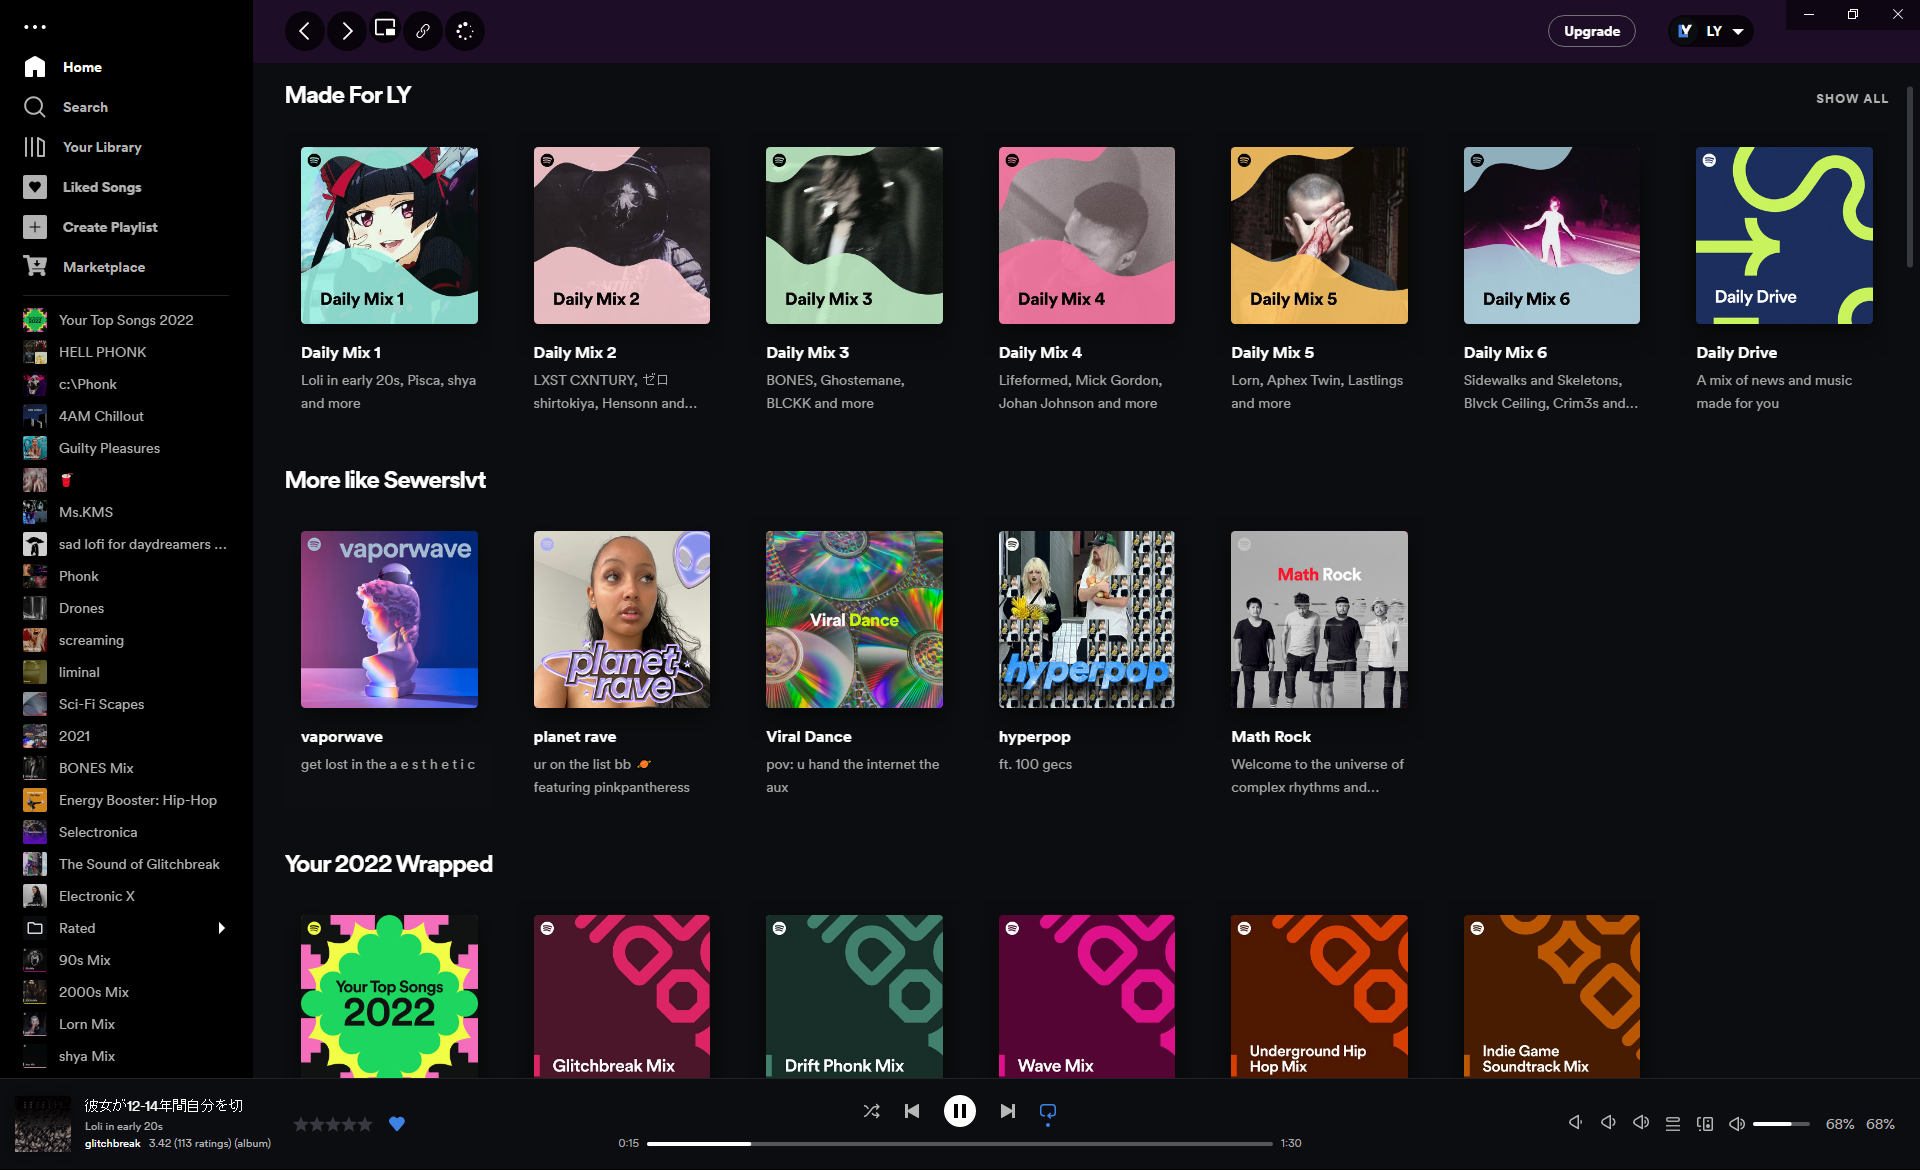 Upgrade
LY
Home
Search
Your Library
Liked Songs
Create Playlist
Marketplace
Your Top Songs 2022
HELL PHONK
c:\Phonk
4AM Chillout
Guilty Pleasures
Ms.KMS
sad lofi for daydreamers ...
Phonk
Drones
screaming
liminal
Sci-Fi Scapes
2021
BONES Mix
Energy Booster: Hip-Hop
Selectronica
The Sound of Glitchbreak
Electronic X
Rated
90s Mix
2000s Mix
Lorn Mix
shya Mix
Made For LY
SHOW ALL
Daily Mix 1
Daily Mix 2
Daily Mix 3
Daily Mix 4
Daily Mix 5
Daily Mix 6
Daily Drive
Daily Mix 1
Loli in early 20s, Pisca, shya
and more
Daily Mix 2
LXST CXNTURY, ゼロ
shirtokiya, Hensonn and...
Daily Mix 3
BONES, Ghostemane,
BLCKK and more
Daily Mix 4
Lifeformed, Mick Gordon,
Johan Johnson and more
Daily Mix 5
Lorn, Aphex Twin, Lastlings
and more
Daily Mix 6
Sidewalks and Skeletons,
Blvck Ceiling, Crim3s and...
Daily Drive
A mix of news and music
made for you
More like Sewerslvt
vaporwave
planet
rave
Viral Dance
hyperpop
Math Rock
vaporwave
get lost in the a e s t h e t i c
planet rave
ur on the list bb 🪐
featuring pinkpantheress
Viral Dance
pov: u hand the internet the
aux
hyperpop
ft. 100 gecs
Math Rock
Welcome to the universe of
complex rhythms and...
Your 2022 Wrapped
Your Top Songs
2022
Glitchbreak Mix
Drift Phonk Mix
Wave Mix
Underground Hip
Hop Mix
Indie Game
Soundtrack Mix
彼女が12-14年間自分を切
Loli in early 20s
glitchbreak 3.42 (113 ratings) (album)
0:15
1:30
68% 68%